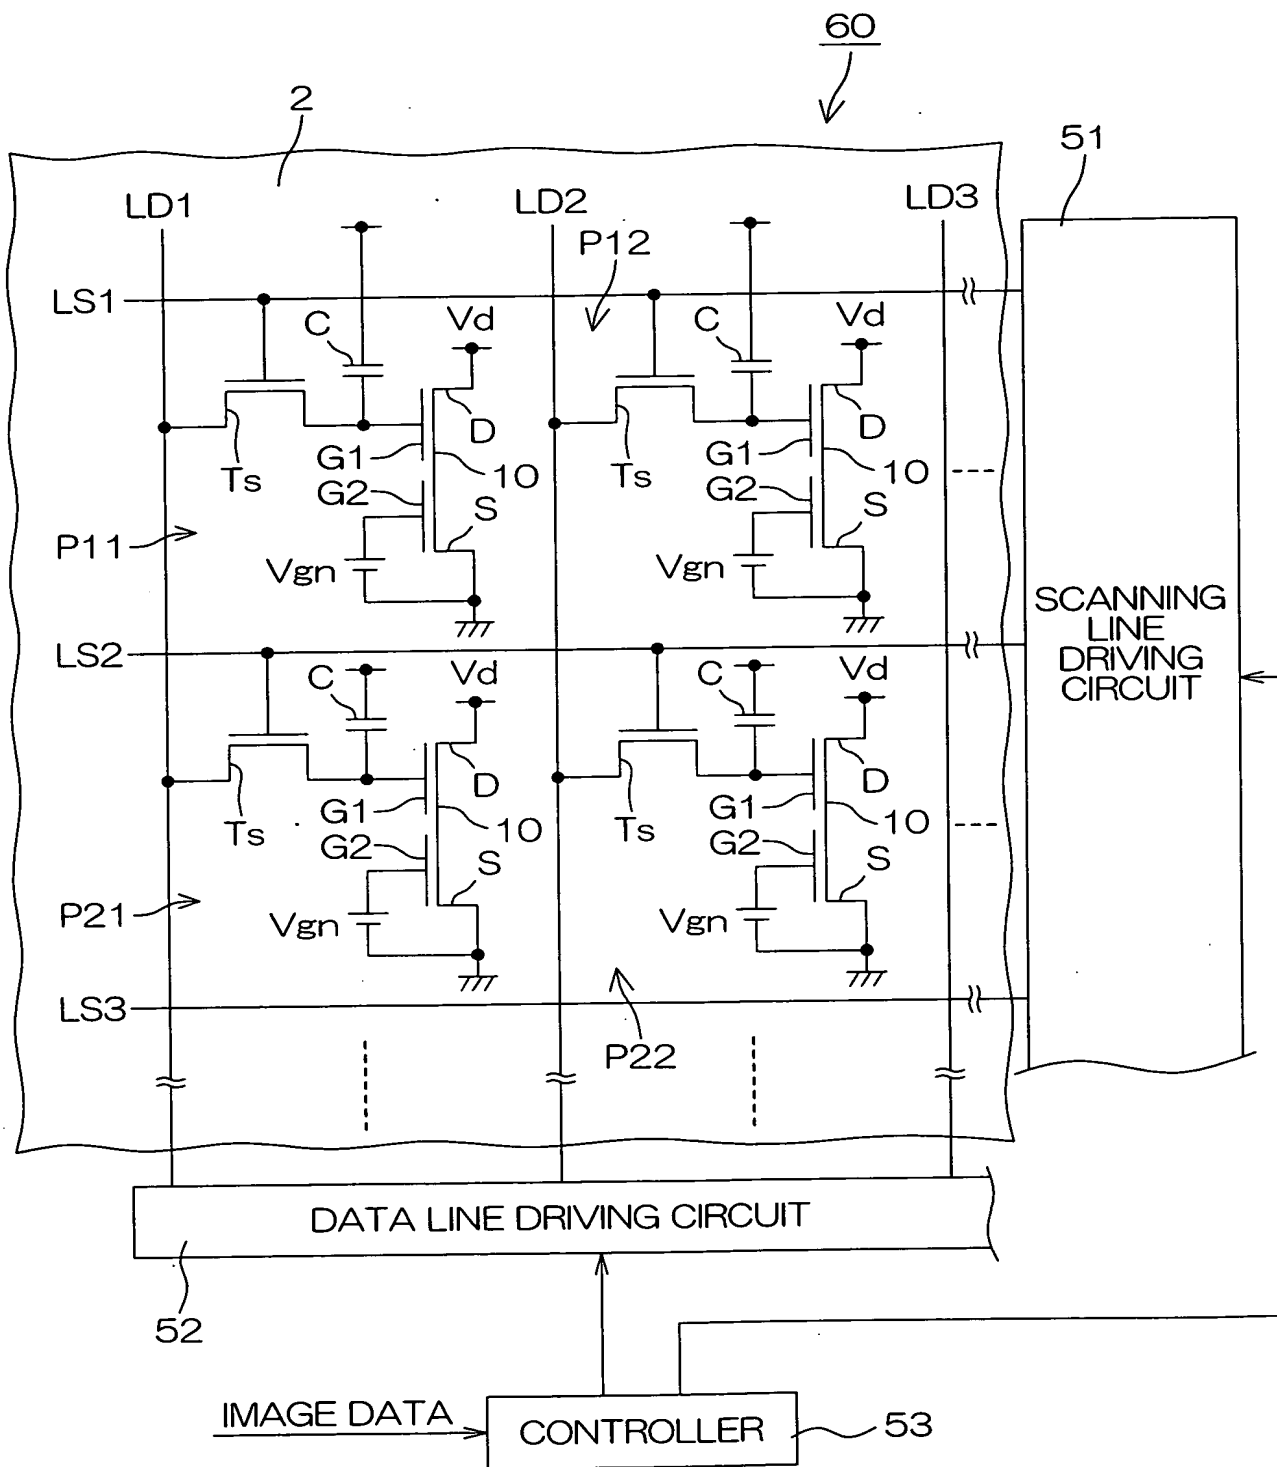 60
2
51
LD1
LD2
LD3
P12
LS1
C
Vd
C
Vd
D
D
G1
G1
Ts
10
Ts
10
G2
G2
S
S
P11
Vgn
Vgn
SCANNING
LINE
DRIVING
CIRCUIT
LS2
C
Vd
C
Vd
D
D
G1
G1
Ts
10
Ts
10
G2
G2
S
S
P21
Vgn
Vgn
LS3
P22
DATA LINE DRIVING CIRCUIT
52
IMAGE DATA
CONTROLLER
53